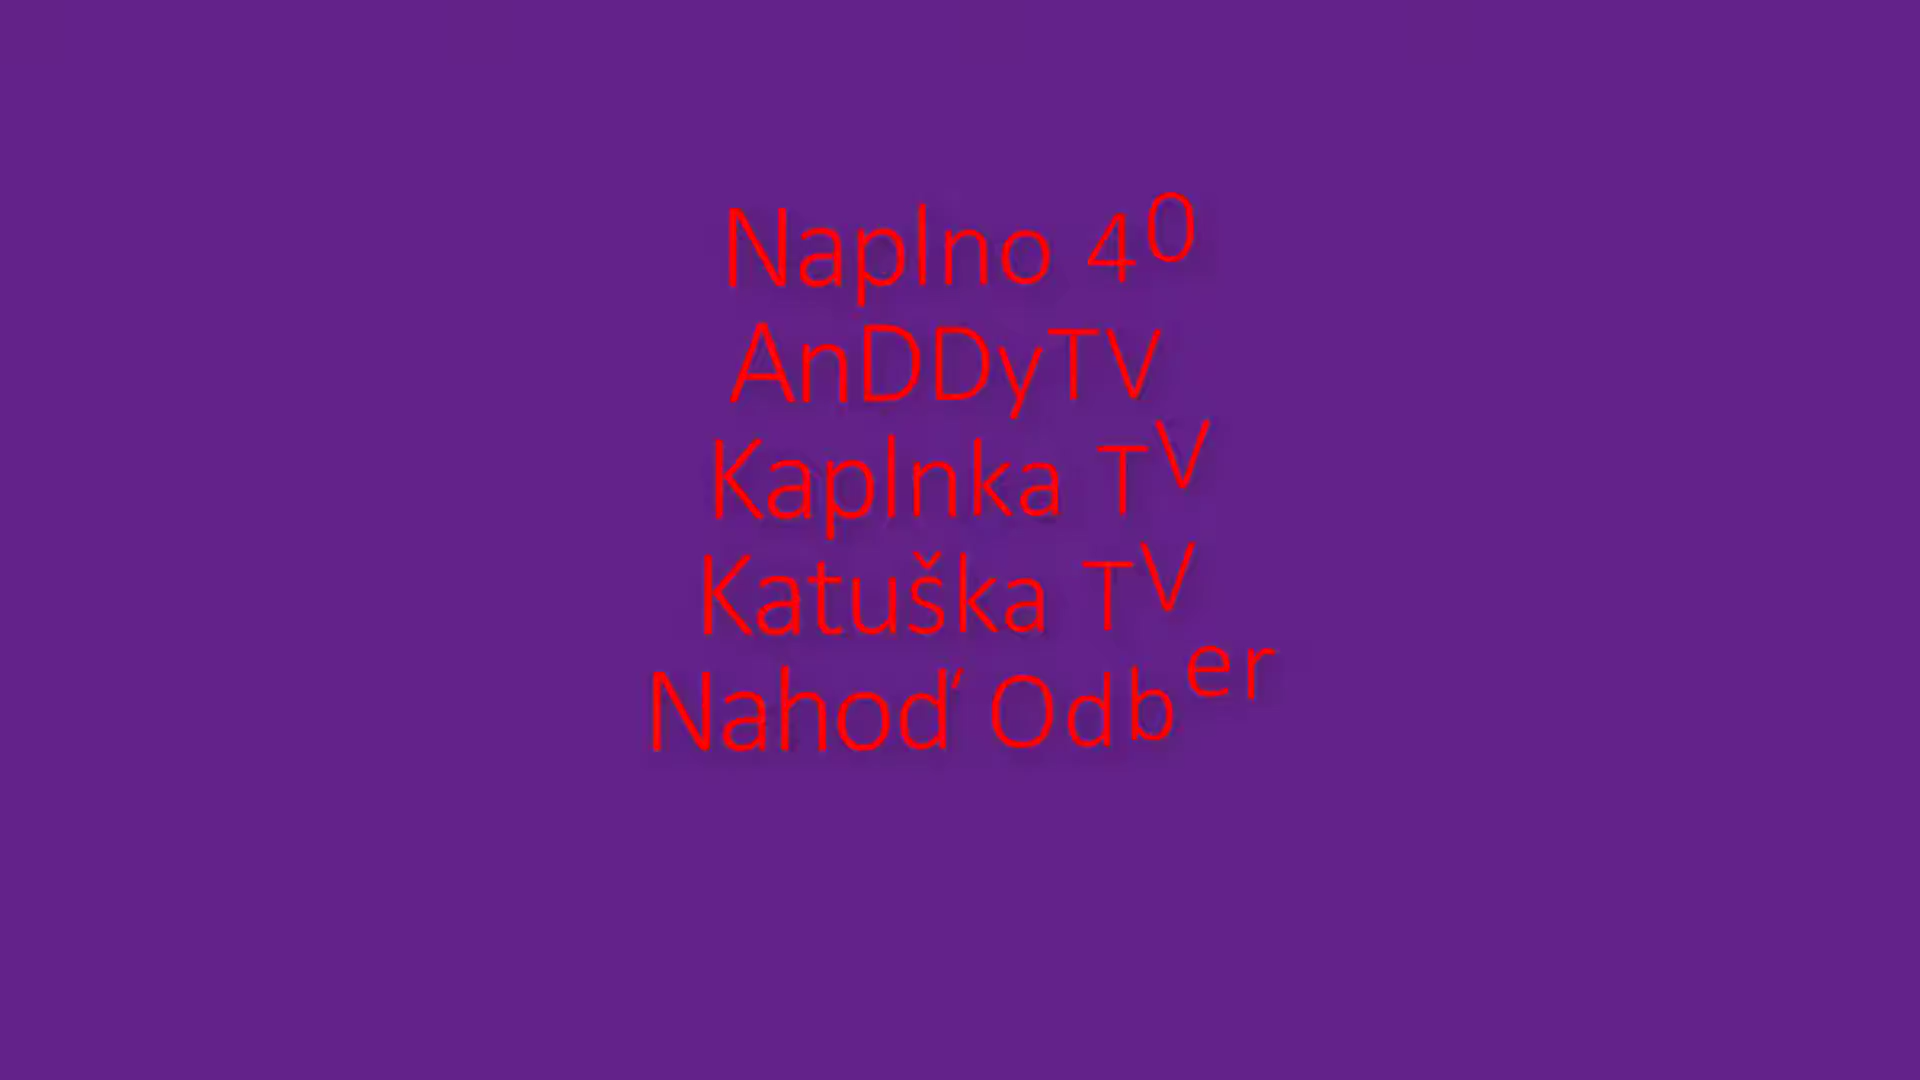 Naplno 40
AnDDyTV
Kaplnka TV
Katuška TV
Nahoď Odber